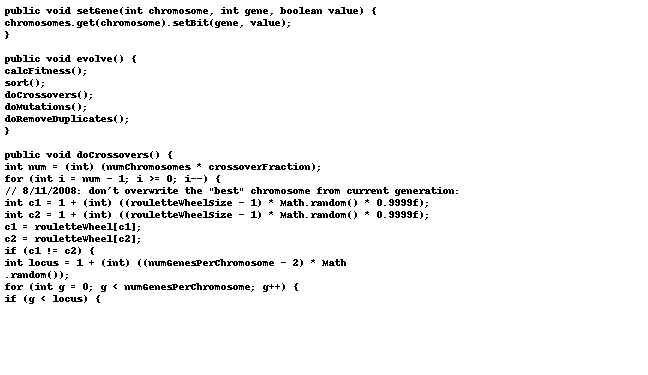 public void setGene(int chromosome, int gene, boolean value) {
chromosomes.get(chromosome).setBit(gene, value);
}
public void evolve() {
calcFitness();
sort();
doCrossovers();
doMutations();
doRemoveDuplicates();
}
public void doCrossovers() {
int num = (int) (numChromosomes * crossoverFraction);
for (int i = num - 1; i >= 0; i--) {
// 8/11/2008: don't overwrite the "best" chromosome from current generation:
int c1 = 1 + (int) ((rouletteWheelSize - 1) * Math.random() * 0.9999f);
int c2 = 1 + (int) ((rouletteWheelSize - 1) * Math.random() * 0.9999f);
c1 = rouletteWheel[c1];
c2 = rouletteWheel[c2];
if (c1 != c2) {
int locus = 1 + (int) ((numGenesPerChromosome - 2) * Math
.random());
for (int g = 0; g < numGenesPerChromosome; g++) {
if (g < locus) {